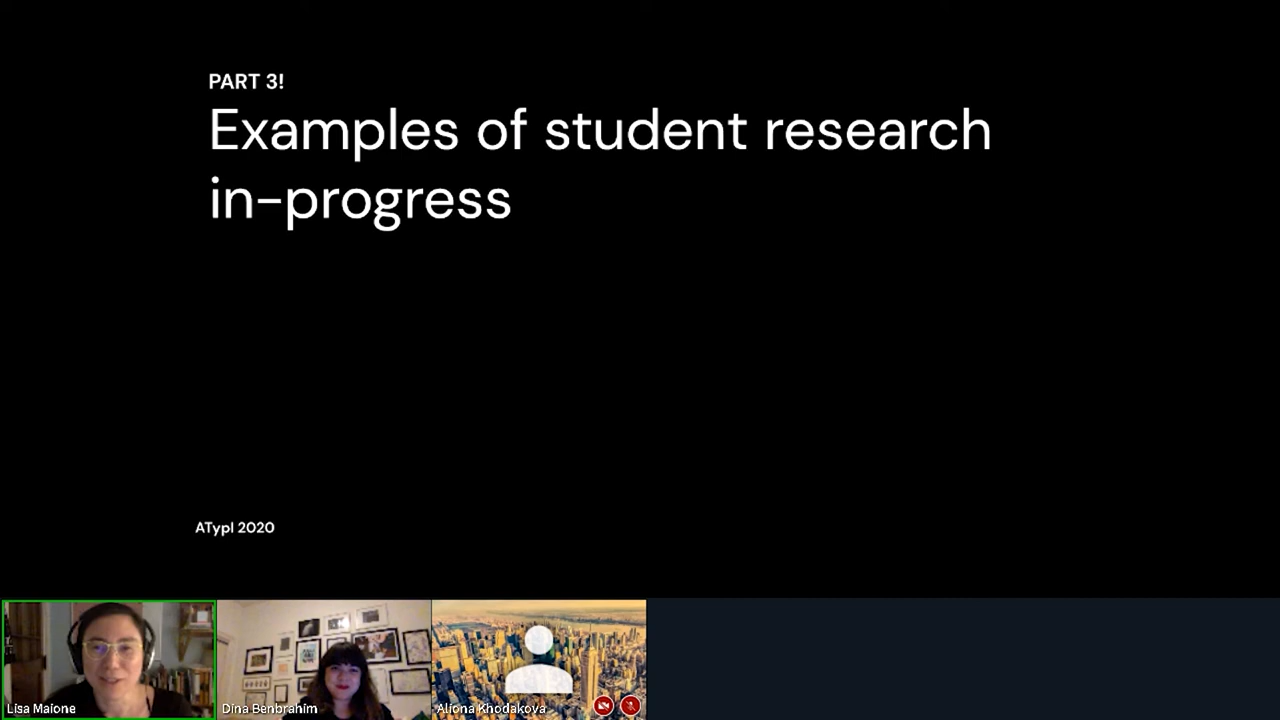 PART 3!
Examples of student research
in-progress
ATypI 2020
Lisa Maione
Dina Benbrahim
Aliona Khodakova